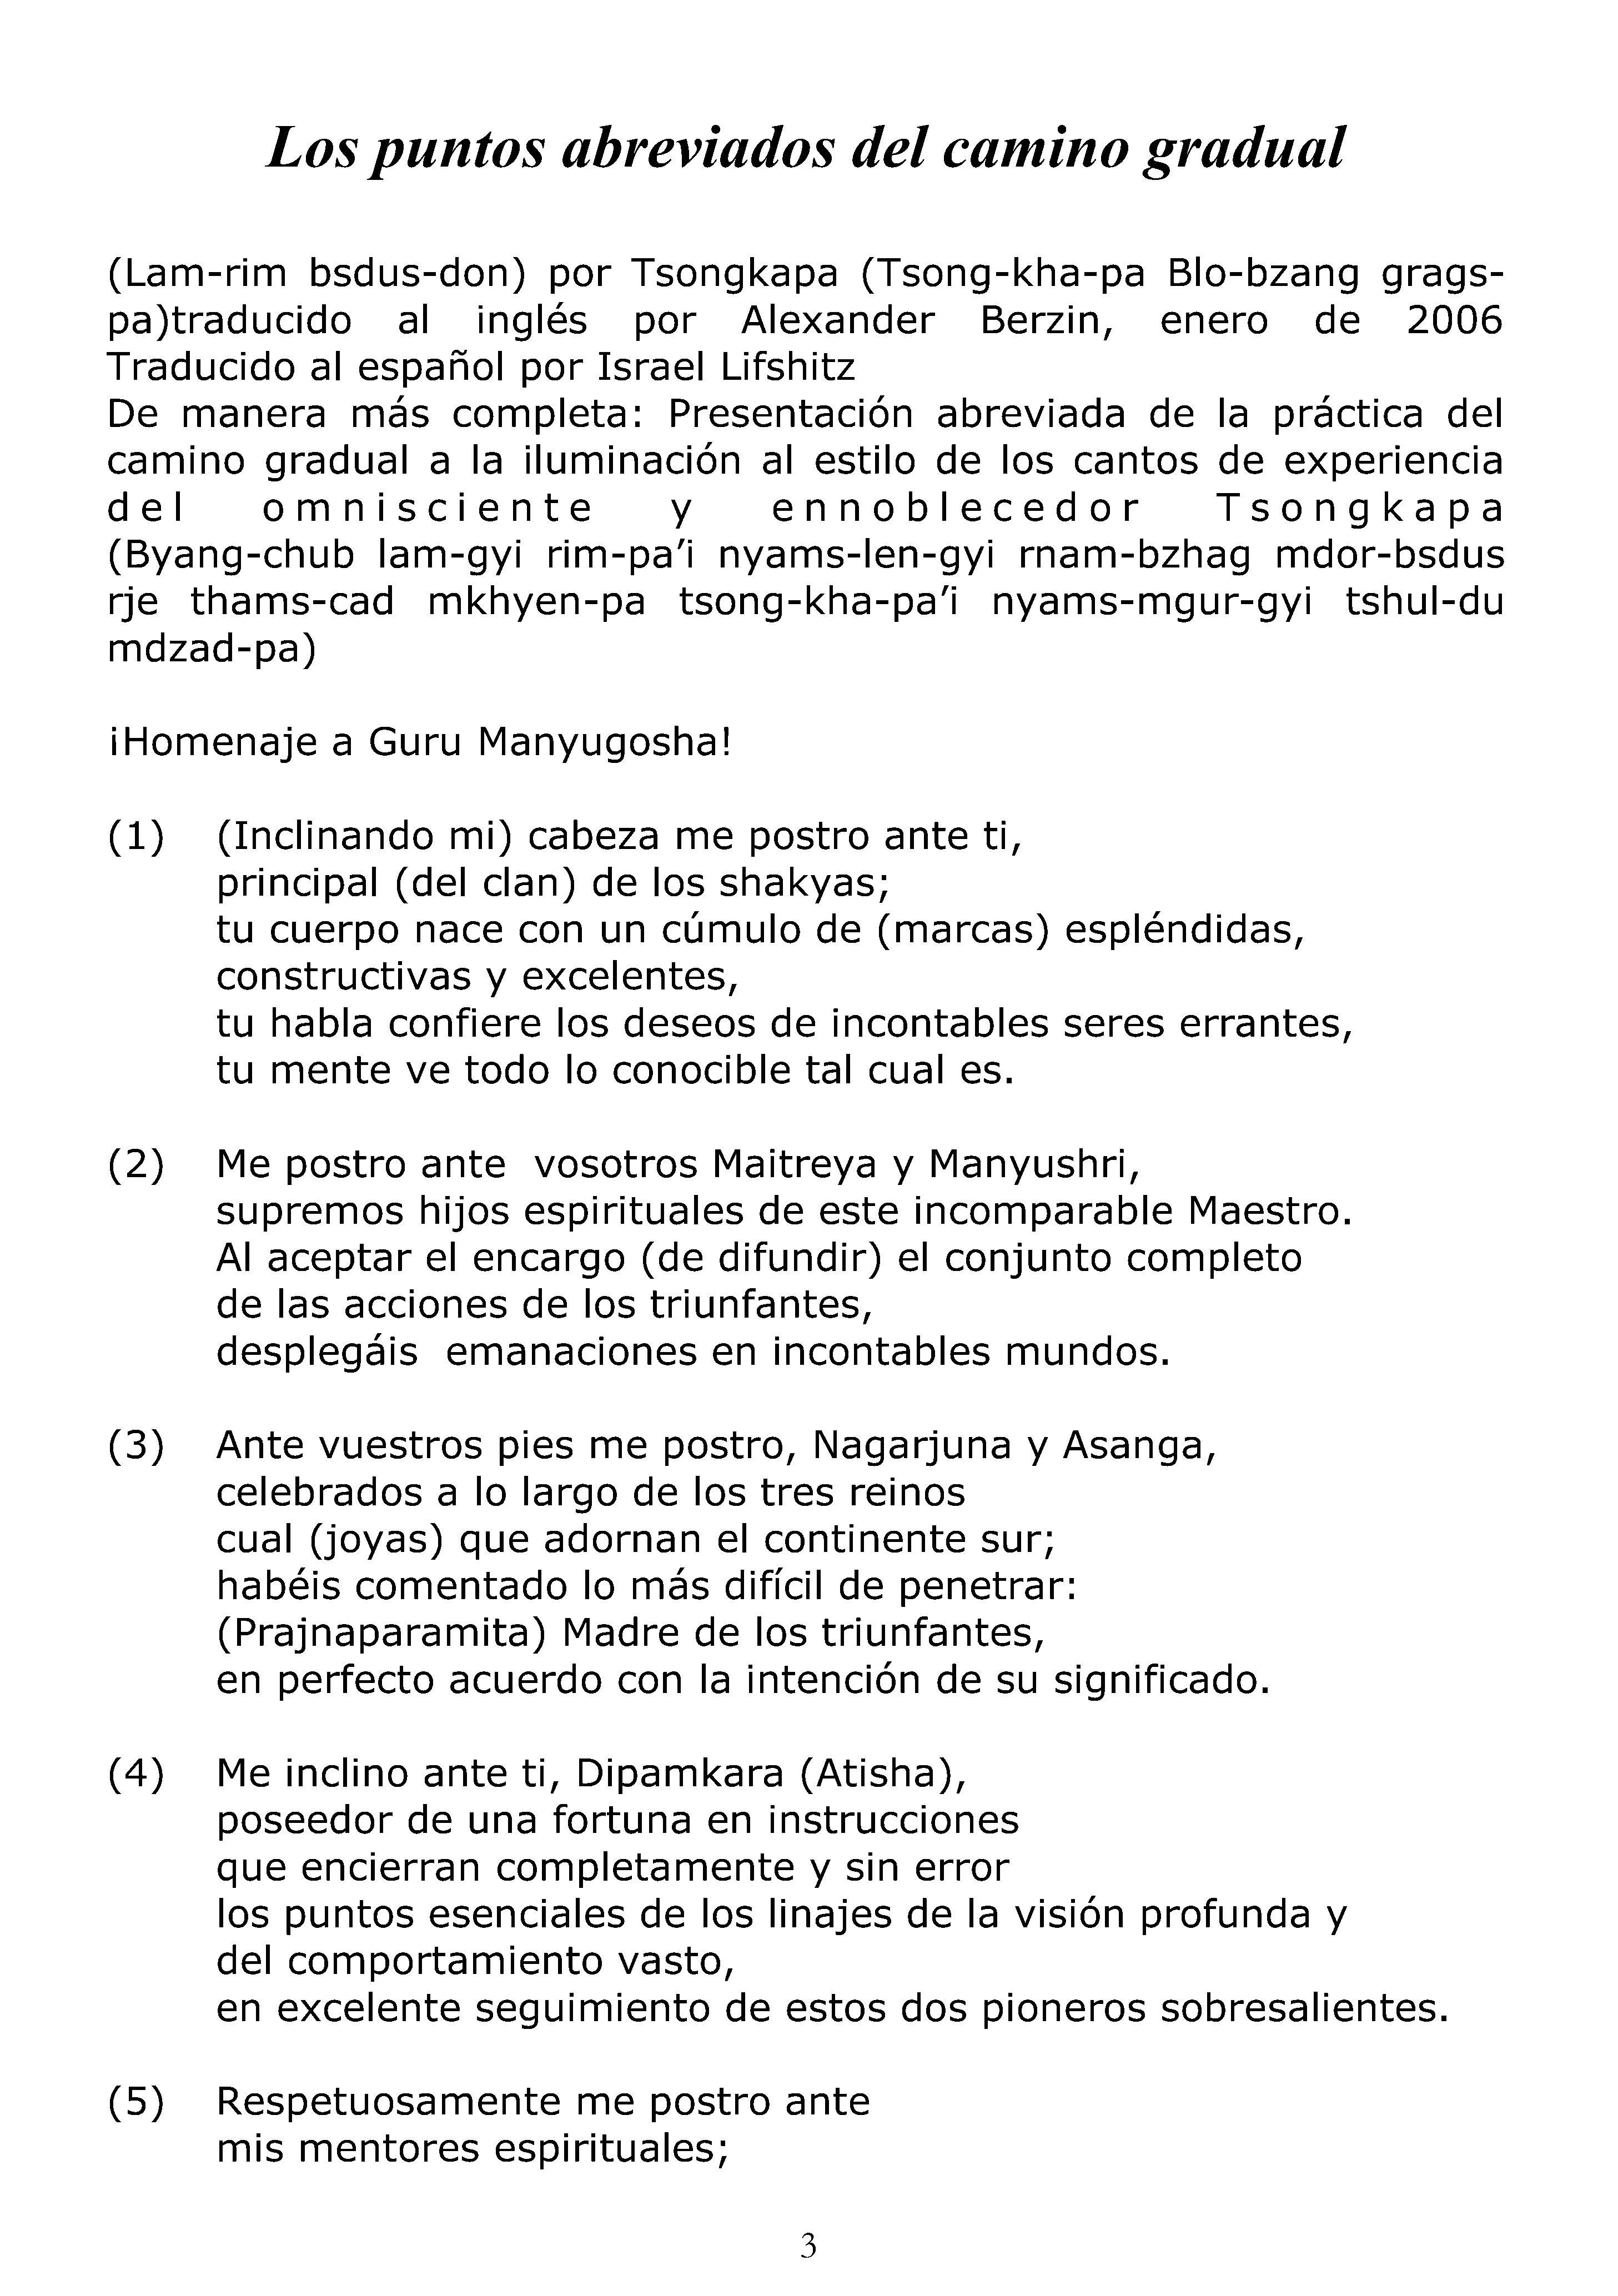 Los puntos abreviados del camino gradual
(Lam-rim bsdus-don) por Tsongkapa (Tsong-kha-pa Blo-bzang grags-
pa)traducido al inglés por Alexander Berzin, enero de 2006
Traducido al español por Israel Lifshitz
De manera más completa: Presentación abreviada de la práctica del
camino gradual a la iluminación al estilo de los cantos de experiencia
del omnisciente y ennoblecedor Tsongkapa
(Byang-chub lam-gyi rim-pa’i nyams-len-gyi rnam-bzhag mdor-bsdus
rje thams-cad mkhyen-pa tsong-kha-pa’i nyams-mgur-gyi tshul-du
mdzad-pa)
¡Homenaje a Guru Manyugosha!
(1) (Inclinando mi) cabeza me postro ante ti,
principal (del clan) de los shakyas;
tu cuerpo nace con un cúmulo de (marcas) espléndidas,
constructivas y excelentes,
tu habla confiere los deseos de incontables seres errantes,
tu mente ve todo lo conocible tal cual es.
(2) Me postro ante vosotros Maitreya y Manyushri,
supremos hijos espirituales de este incomparable Maestro.
Al aceptar el encargo (de difundir) el conjunto completo
de las acciones de los triunfantes,
desplegáis emanaciones en incontables mundos.
(3) Ante vuestros pies me postro, Nagarjuna y Asanga,
celebrados a lo largo de los tres reinos
cual (joyas) que adornan el continente sur;
habéis comentado lo más difícil de penetrar:
(Prajnaparamita) Madre de los triunfantes,
en perfecto acuerdo con la intención de su significado.
(4) Me inclino ante ti, Dipamkara (Atisha),
poseedor de una fortuna en instrucciones
que encierran completamente y sin error
los puntos esenciales de los linajes de la visión profunda y
del comportamiento vasto,
en excelente seguimiento de estos dos pioneros sobresalientes.
(5) Respetuosamente me postro ante
mis mentores espirituales;
3